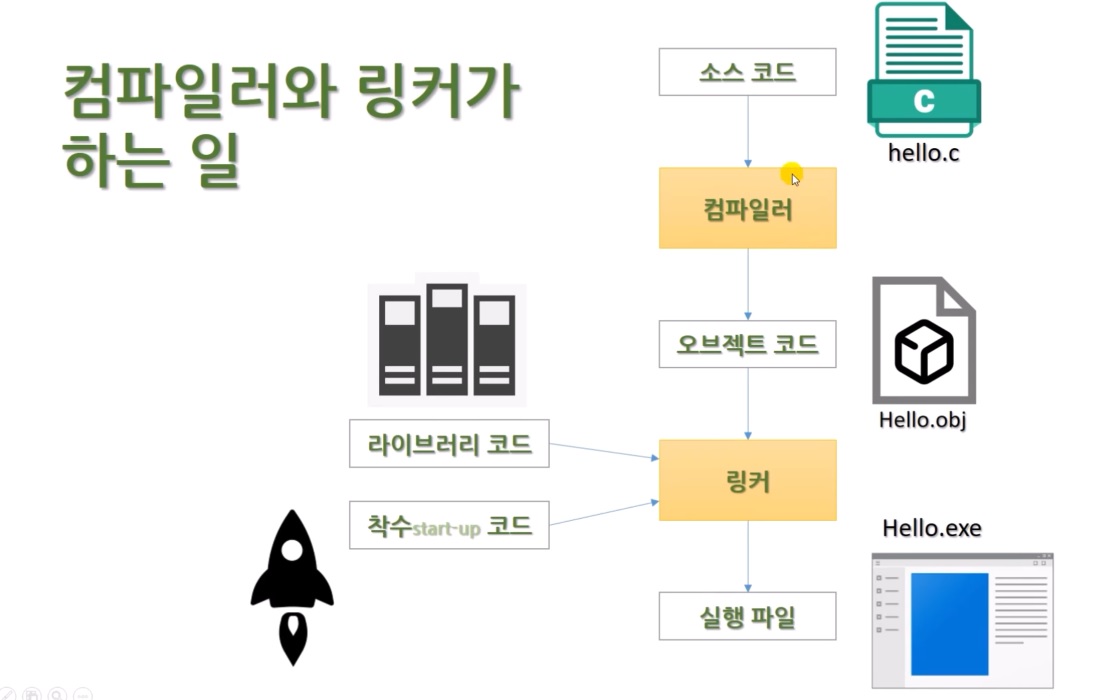 컴파일러와 링커가
하는 일
소스 코드
C
hello.c
컴파일러
오브젝트 코드
Hello.obj
라이브러리 코드
링커
착수start-up 코드
Hello.exe
실행 파일